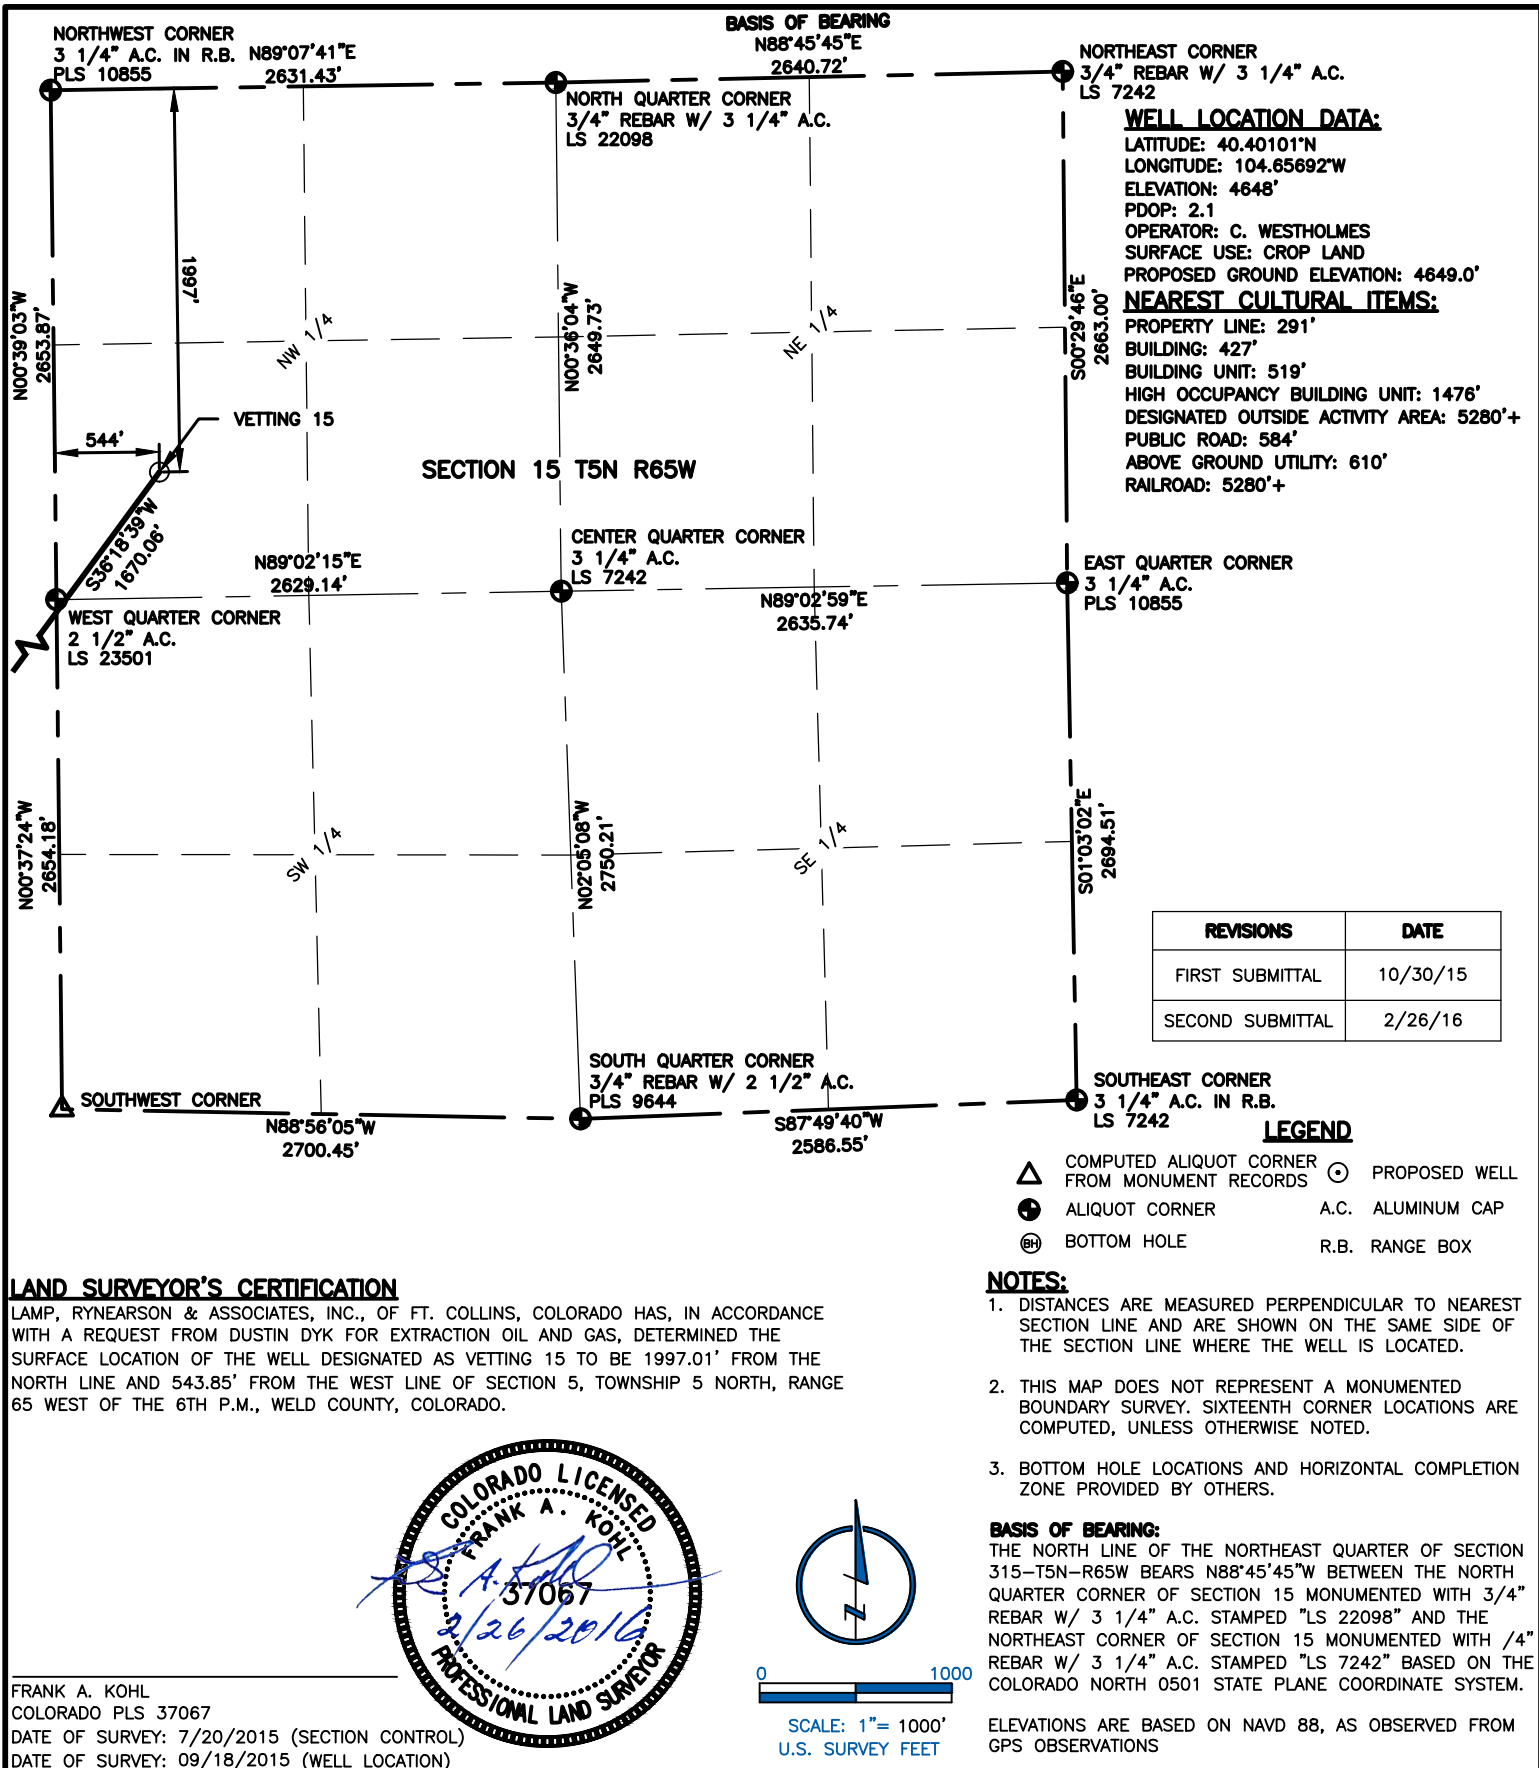 BASIS OF BEARING
N88°45'45"E
2640.72'
NORTHWEST CORNER
3 1/4" A.C. IN R.B.
PLS 10855
N89°07'41"E
2631.43'
NORTH QUARTER CORNER
3/4" REBAR W/ 3 1/4" A.C.
LS 22098
NORTHEAST CORNER
3/4" REBAR W/ 3 1/4" A.C.
LS 7242
WELL LOCATION DATA:
LATITUDE: 40.40101°N
LONGITUDE: 104.65692°W
ELEVATION: 4648'
PDOP: 2.1
OPERATOR: C. WESTHOLMES
SURFACE USE: CROP LAND
PROPOSED GROUND ELEVATION: 4649.0'
NEAREST CULTURAL ITEMS:
PROPERTY LINE: 291'
BUILDING: 427'
BUILDING UNIT: 519'
HIGH OCCUPANCY BUILDING UNIT: 1476'
DESIGNATED OUTSIDE ACTIVITY AREA: 5280'+
PUBLIC ROAD: 584'
ABOVE GROUND UTILITY: 610'
RAILROAD: 5280'+
1997'
N00°39'03"W
2653.87'
NW 1/4
N00°36'04"W
2649.73'
NE 1/4
S00°29'46"E
2663.00'
544'
VETTING 15
SECTION 15 T5N R65W
S36°18'39"W
1670.06'
N89°02'15"E
2629.14'
CENTER QUARTER CORNER
3 1/4" A.C.
LS 7242
N89°02'59"E
2635.74'
EAST QUARTER CORNER
3 1/4" A.C.
PLS 10855
WEST QUARTER CORNER
2 1/2" A.C.
LS 23501
N00°37'24"W
2654.18'
SW 1/4
N02°05'08"W
2750.21'
SE 1/4
S01°03'02"E
2694.51'
REVISIONS DATE
FIRST SUBMITTAL 10/30/15
SECOND SUBMITTAL 2/26/16
SOUTHWEST CORNER
N88°56'05"W
2700.45'
SOUTH QUARTER CORNER
3/4" REBAR W/ 2 1/2" A.C.
PLS 9644
S87°49'40"W
2586.55'
SOUTHEAST CORNER
3 1/4" A.C. IN R.B.
LS 7242
LEGEND
COMPUTED ALIQUOT CORNER
FROM MONUMENT RECORDS
PROPOSED WELL
ALIQUOT CORNER
A.C. ALUMINUM CAP
BH BOTTOM HOLE
R.B. RANGE BOX
LAND SURVEYOR'S CERTIFICATION
LAMP, RYNEARSON & ASSOCIATES, INC., OF FT. COLLINS, COLORADO HAS, IN ACCORDANCE
WITH A REQUEST FROM DUSTIN DYK FOR EXTRACTION OIL AND GAS, DETERMINED THE
SURFACE LOCATION OF THE WELL DESIGNATED AS VETTING 15 TO BE 1997.01' FROM THE
NORTH LINE AND 543.85' FROM THE WEST LINE OF SECTION 5, TOWNSHIP 5 NORTH, RANGE
65 WEST OF THE 6TH P.M., WELD COUNTY, COLORADO.
NOTES:
1. DISTANCES ARE MEASURED PERPENDICULAR TO NEAREST
SECTION LINE AND ARE SHOWN ON THE SAME SIDE OF
THE SECTION LINE WHERE THE WELL IS LOCATED.
2. THIS MAP DOES NOT REPRESENT A MONUMENTED
BOUNDARY SURVEY. SIXTEENTH CORNER LOCATIONS ARE
COMPUTED, UNLESS OTHERWISE NOTED.
3. BOTTOM HOLE LOCATIONS AND HORIZONTAL COMPLETION
ZONE PROVIDED BY OTHERS.
BASIS OF BEARING:
THE NORTH LINE OF THE NORTHEAST QUARTER OF SECTION
315-T5N-R65W BEARS N88°45'45"W BETWEEN THE NORTH
QUARTER CORNER OF SECTION 15 MONUMENTED WITH 3/4"
REBAR W/ 3 1/4" A.C. STAMPED "LS 22098" AND THE
NORTHEAST CORNER OF SECTION 15 MONUMENTED WITH /4"
REBAR W/ 3 1/4" A.C. STAMPED "LS 7242" BASED ON THE
COLORADO NORTH 0501 STATE PLANE COORDINATE SYSTEM.
ELEVATIONS ARE BASED ON NAVD 88, AS OBSERVED FROM
GPS OBSERVATIONS
COLORADO LICENSED
FRANK A. KOHL
A. Kohl
37067
2/26/2016
PROFESSIONAL LAND SURVEYOR
N
0 1000
SCALE: 1"= 1000'
U.S. SURVEY FEET
FRANK A. KOHL
COLORADO PLS 37067
DATE OF SURVEY: 7/20/2015 (SECTION CONTROL)
DATE OF SURVEY: 09/18/2015 (WELL LOCATION)